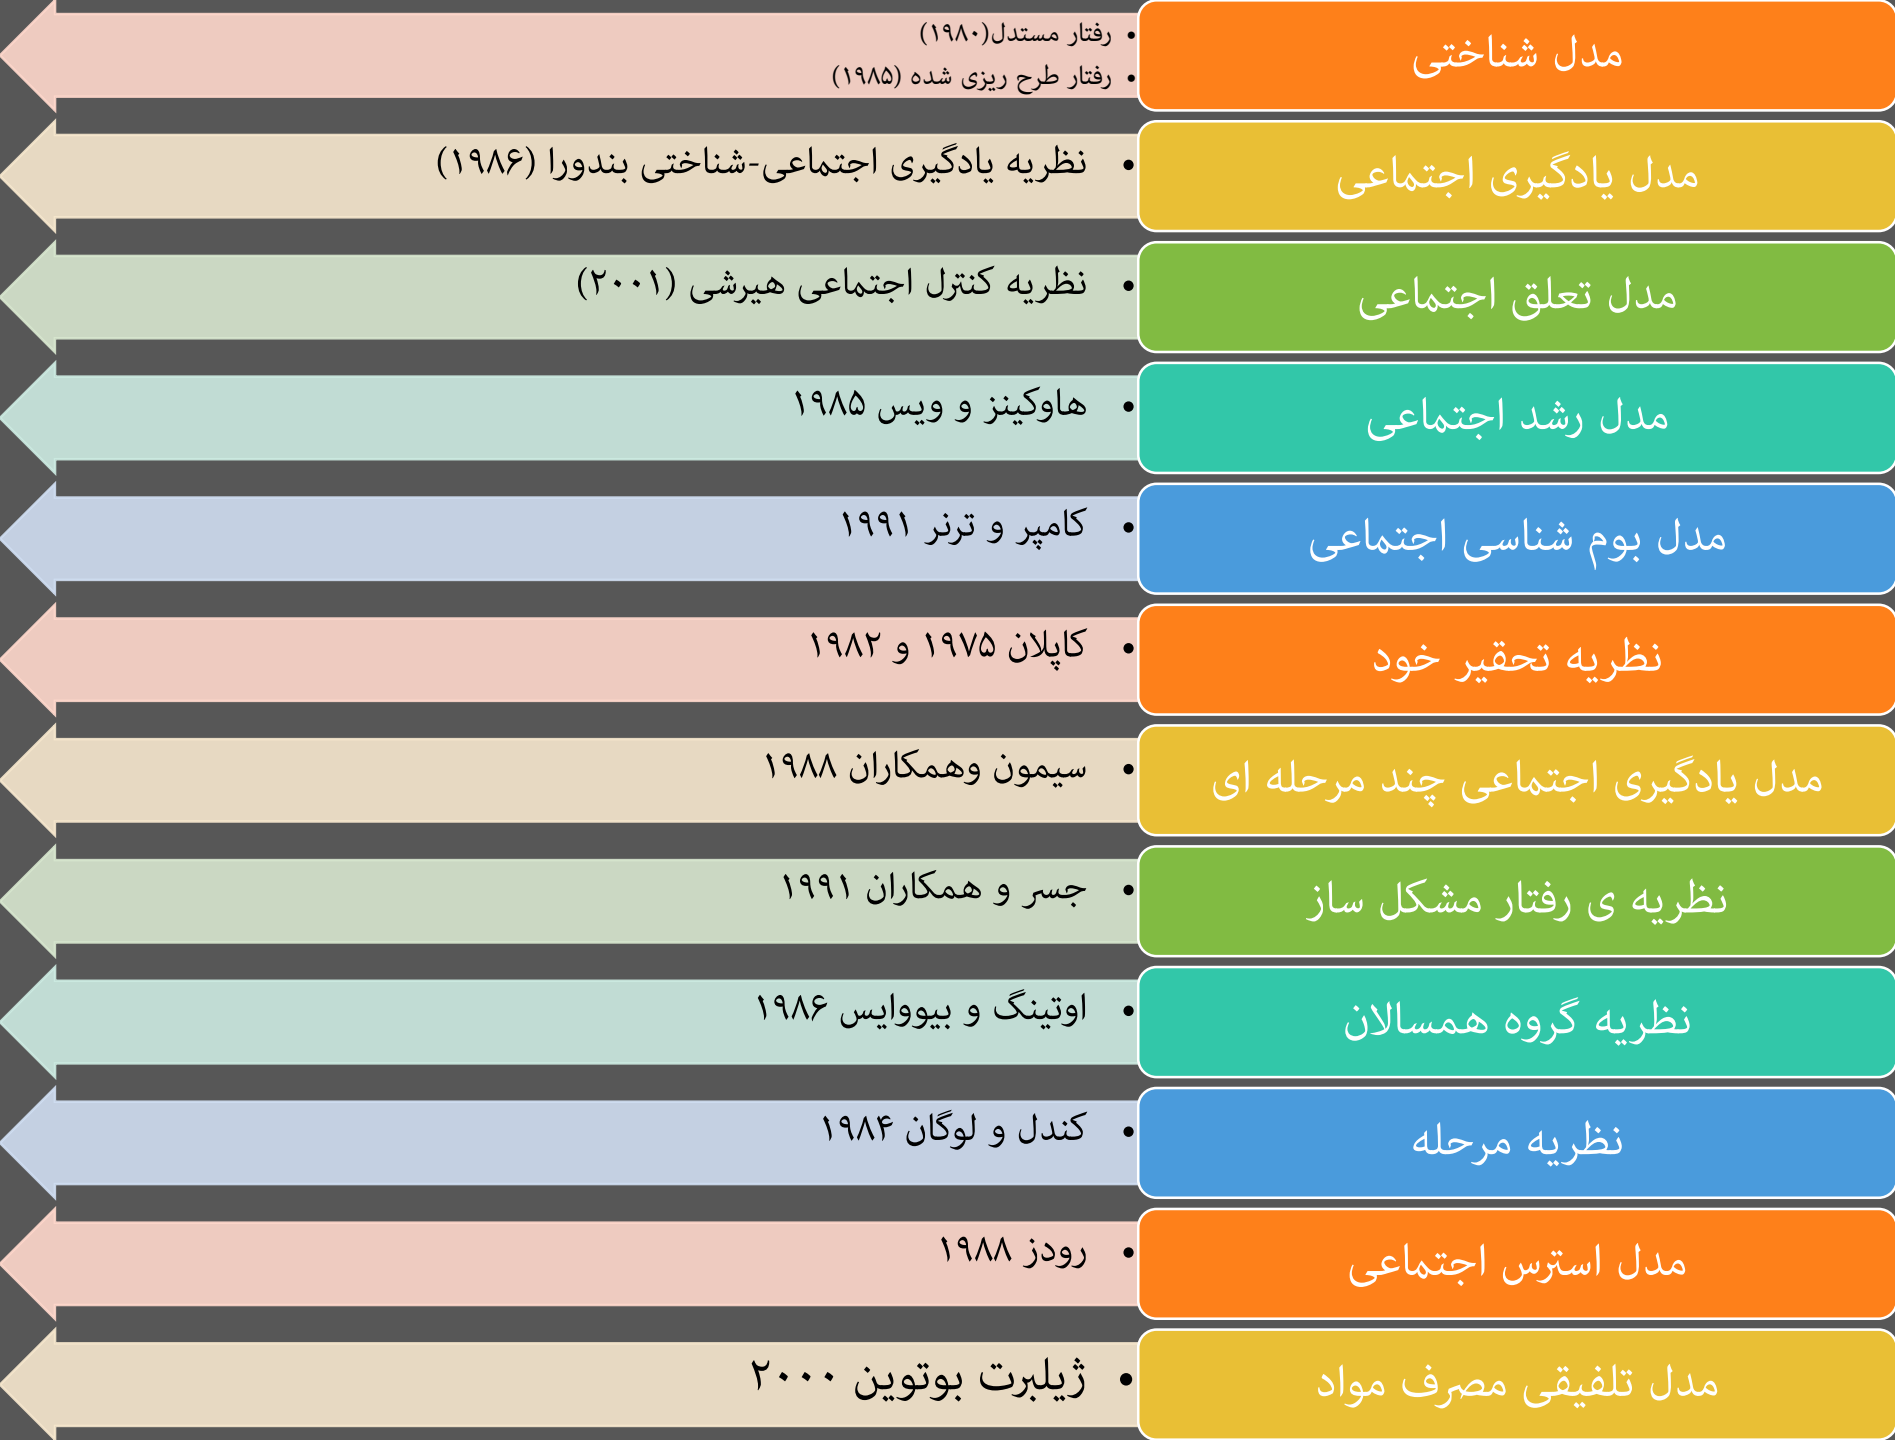 مدل شناختی
• رفتار مستدل(۱۹۸۰)
• رفتار طرح ریزی شده (۱۹۸۵)
مدل یادگیری اجتماعی
• نظریه یادگیری اجتماعی-شناختی بندورا (۱۹۸۶)
مدل تعلق اجتماعی
• نظریه کنترل اجتماعی هیرشی (۲۰۰۱)
مدل رشد اجتماعی
• هاوکینز و ویس ۱۹۸۵
مدل بوم شناسی اجتماعی
• کامپر و ترنر ۱۹۹۱
نظریه تحقیر خود
• کاپلان ۱۹۷۵ و ۱۹۸۲
مدل یادگیری اجتماعی چند مرحله ای
• سیمون وهمکاران ۱۹۸۸
نظریه ی رفتار مشکل ساز
• جسر و همکاران ۱۹۹۱
نظریه گروه همسالان
• اوتینگ و بیووایس ۱۹۸۶
نظریه مرحله
• کندل و لوگان ۱۹۸۴
مدل استرس اجتماعی
• رودز ۱۹۸۸
مدل تلفیقی مصرف مواد
• ژیلبرت بوتوین ۲۰۰۰